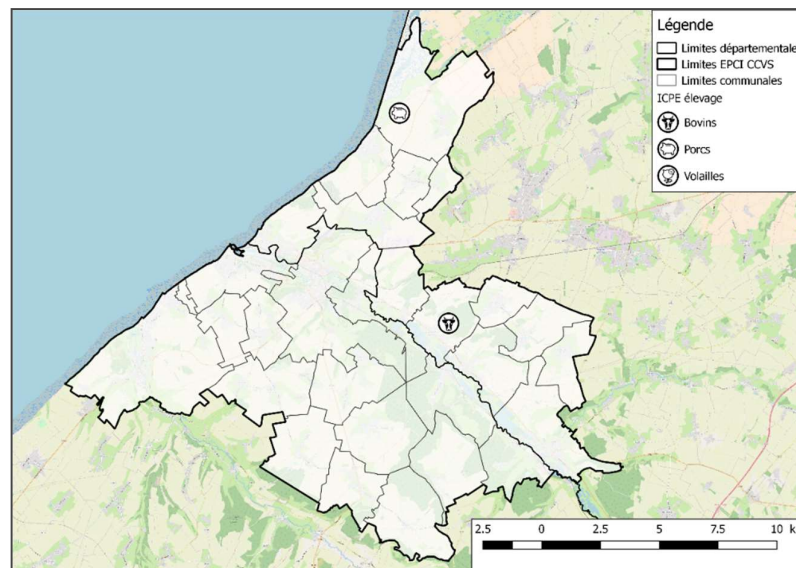 Légende
Limites départementale
Limites EPCI CCVS
Limites communales
ICPE élevage
Bovins
Porcs
Volailles
2.5 0 2.5 5 7.5 10 k